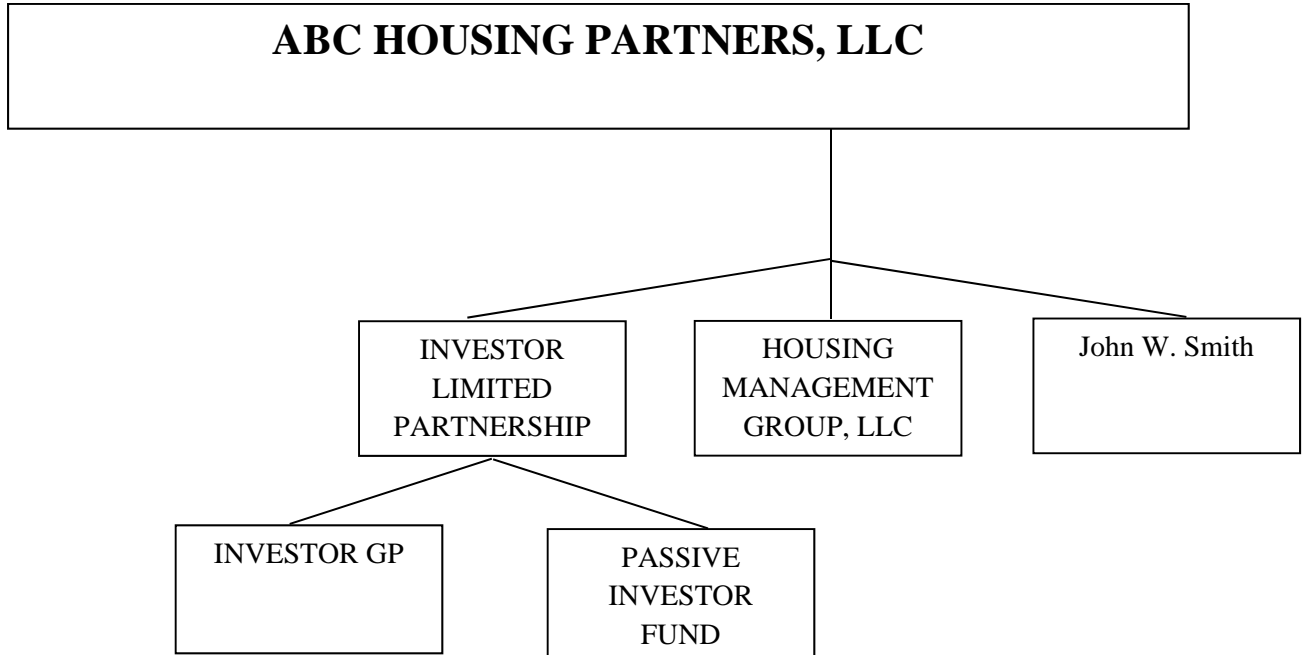 ABC HOUSING PARTNERS, LLC
INVESTOR
LIMITED
PARTNERSHIP
HOUSING
MANAGEMENT
GROUP, LLC
John W. Smith
INVESTOR GP
PASSIVE
INVESTOR
FUND